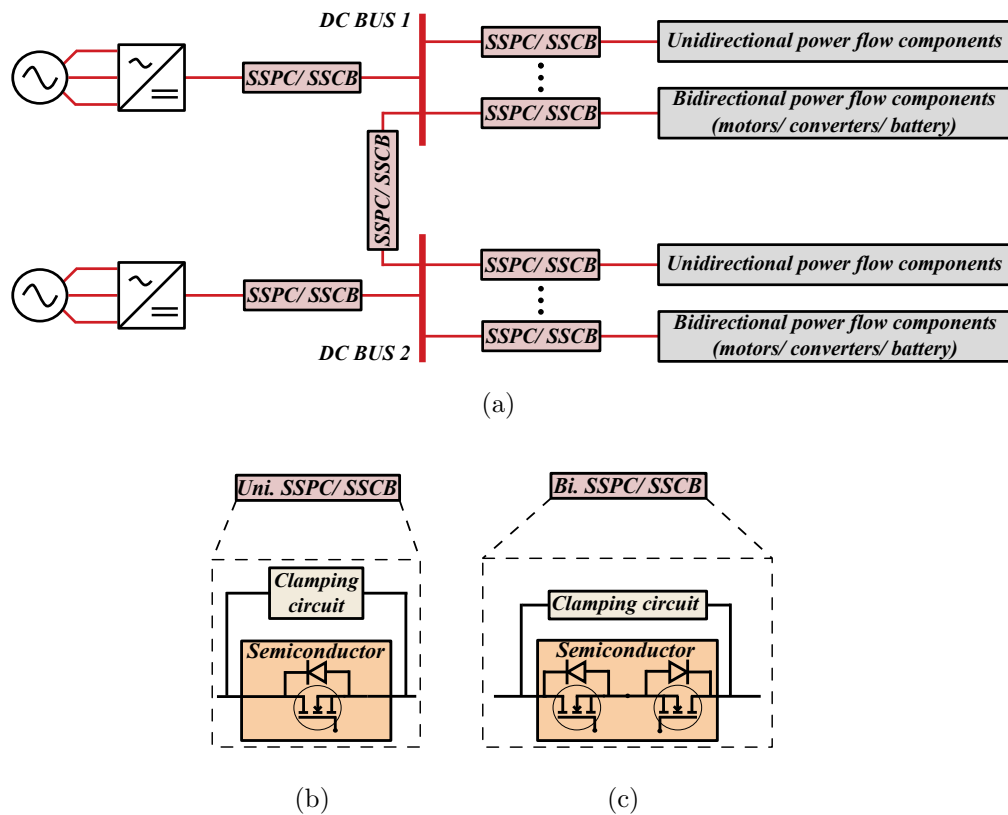 DC BUS 1
SSPC/ SSCB
SSPC/ SSCB
Unidirectional power flow components
SSPC/ SSCB
Bidirectional power flow components
(motors/ converters/ battery)
SSPC/ SSCB
SSPC/ SSCB
SSPC/ SSCB
Unidirectional power flow components
SSPC/ SSCB
Bidirectional power flow components
(motors/ converters/ battery)
DC BUS 2
(a)
Uni. SSPC/ SSCB
Clamping
circuit
Semiconductor
(b)
Bi. SSPC/ SSCB
Clamping circuit
Semiconductor
(c)